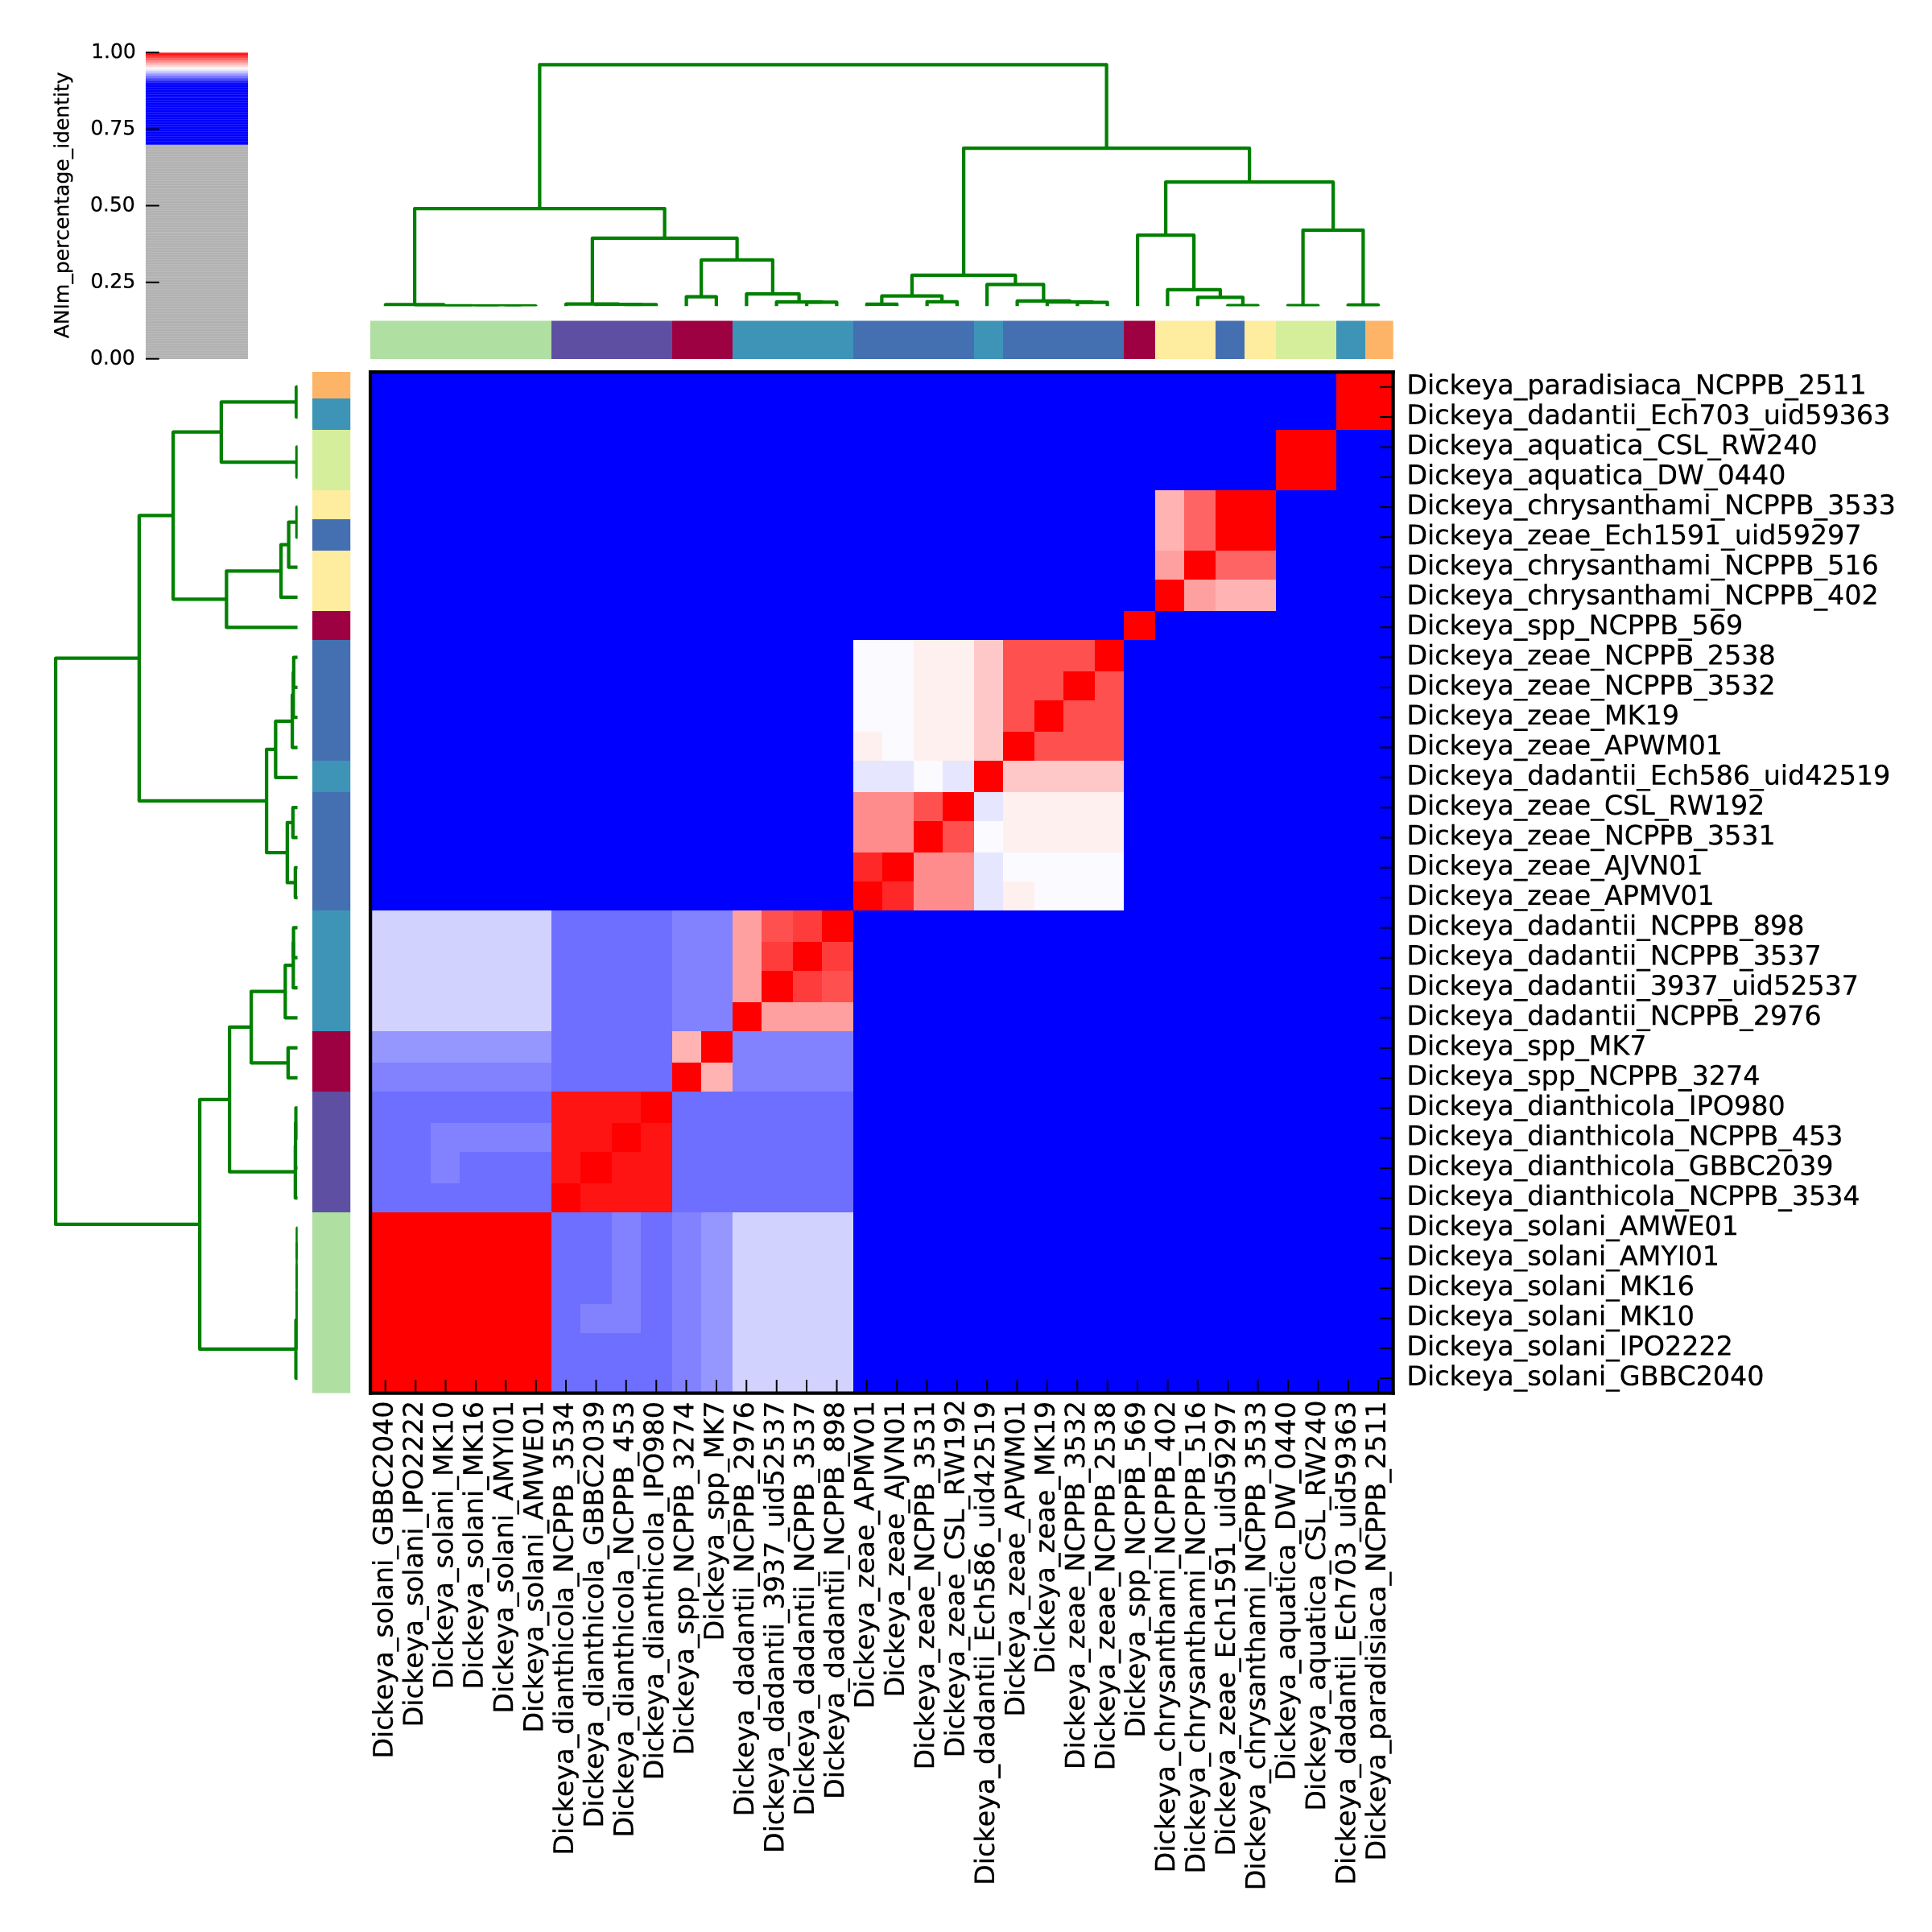 ANIm_percentage_identity
1.00
0.75
0.50
0.25
0.00
Dickeya_paradisiaca_NCPPB_2511
Dickeya_dadantii_Ech703_uid59363
Dickeya_aquatica_CSL_RW240
Dickeya_aquatica_DW_0440
Dickeya_chrysanthami_NCPPB_3533
Dickeya_zeae_Ech1591_uid59297
Dickeya_chrysanthami_NCPPB_516
Dickeya_chrysanthami_NCPPB_402
Dickeya_spp_NCPPB_569
Dickeya_zeae_NCPPB_2538
Dickeya_zeae_NCPPB_3532
Dickeya_zeae_MK19
Dickeya_zeae_APWM01
Dickeya_dadantii_Ech586_uid42519
Dickeya_zeae_CSL_RW192
Dickeya_zeae_NCPPB_3531
Dickeya_zeae_AJVN01
Dickeya_zeae_APMV01
Dickeya_dadantii_NCPPB_898
Dickeya_dadantii_NCPPB_3537
Dickeya_dadantii_3937_uid52537
Dickeya_dadantii_NCPPB_2976
Dickeya_spp_MK7
Dickeya_spp_NCPPB_3274
Dickeya_dianthicola_IPO980
Dickeya_dianthicola_NCPPB_453
Dickeya_dianthicola_GBBC2039
Dickeya_dianthicola_NCPPB_3534
Dickeya_solani_AMWE01
Dickeya_solani_AMYI01
Dickeya_solani_MK16
Dickeya_solani_MK10
Dickeya_solani_IPO2222
Dickeya_solani_GBBC2040
Dickeya_solani_GBBC2040
Dickeya_solani_IPO2222
Dickeya_solani_MK10
Dickeya_solani_MK16
Dickeya_solani_AMYI01
Dickeya_solani_AMWE01
Dickeya_dianthicola_NCPPB_3534
Dickeya_dianthicola_GBBC2039
Dickeya_dianthicola_NCPPB_453
Dickeya_dianthicola_IPO980
Dickeya_spp_NCPPB_3274
Dickeya_spp_MK7
Dickeya_dadantii_NCPPB_2976
Dickeya_dadantii_3937_uid52537
Dickeya_dadantii_NCPPB_3537
Dickeya_dadantii_NCPPB_898
Dickeya_zeae_APMV01
Dickeya_zeae_AJVN01
Dickeya_zeae_NCPPB_3531
Dickeya_zeae_CSL_RW192
Dickeya_dadantii_Ech586_uid42519
Dickeya_zeae_APWM01
Dickeya_zeae_MK19
Dickeya_zeae_NCPPB_3532
Dickeya_zeae_NCPPB_2538
Dickeya_spp_NCPPB_569
Dickeya_chrysanthami_NCPPB_402
Dickeya_chrysanthami_NCPPB_516
Dickeya_zeae_Ech1591_uid59297
Dickeya_chrysanthami_NCPPB_3533
Dickeya_aquatica_DW_0440
Dickeya_aquatica_CSL_RW240
Dickeya_dadantii_Ech703_uid59363
Dickeya_paradisiaca_NCPPB_2511